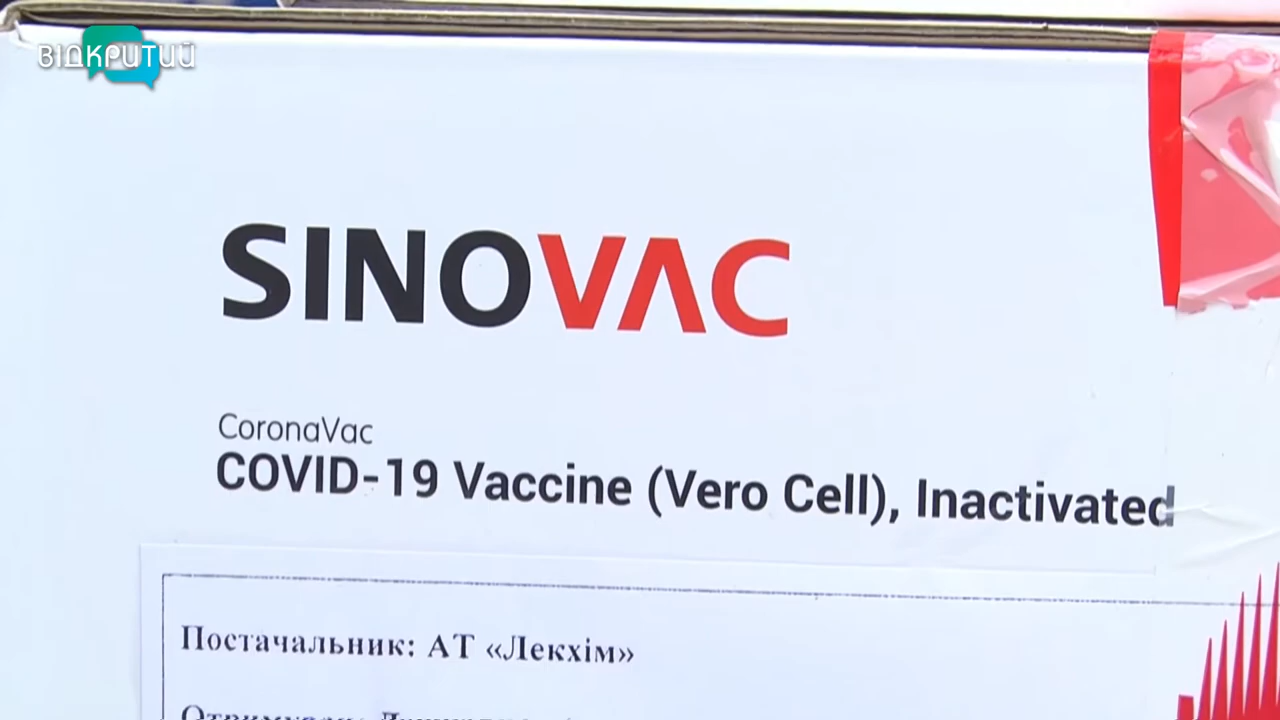 ВІДКРИТИЙ
SINOVAC
CoronaVac
COVID-19 Vaccine (Vero Cell), Inactivated
Постачальник: АТ «Лекхім»